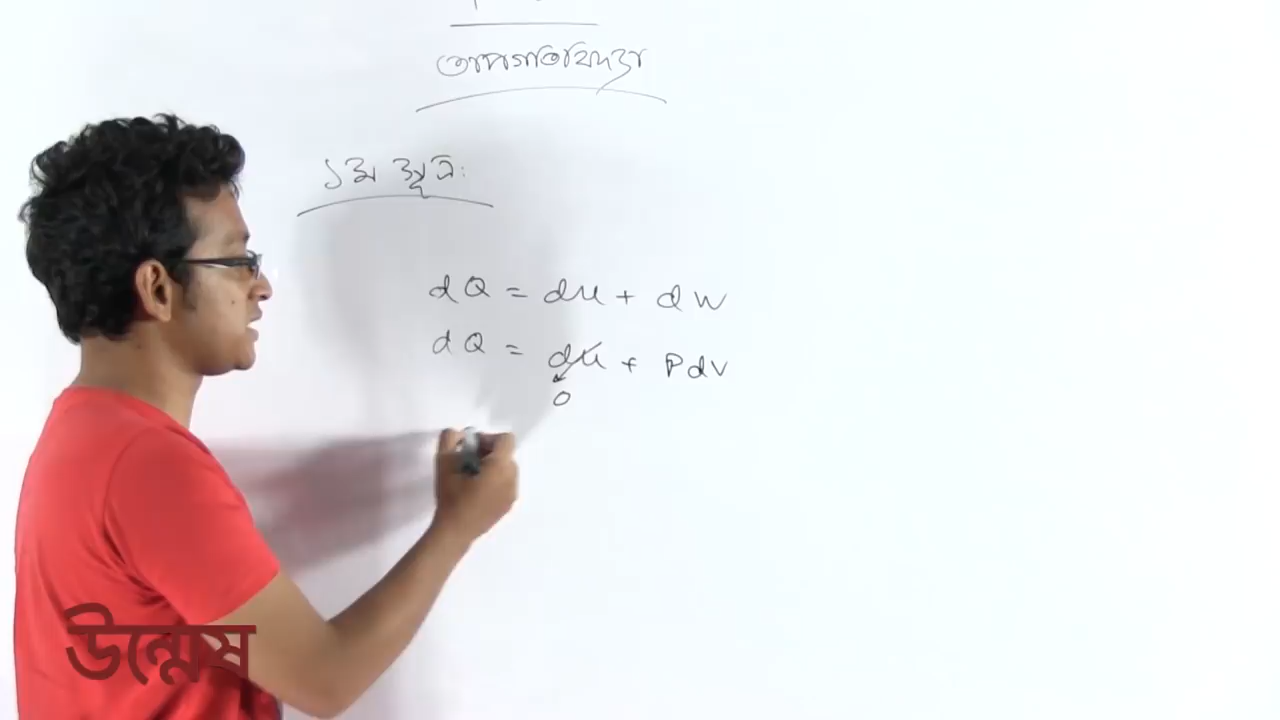 তাপগতিবিদ্যা
১ম সূত্র:
dQ = du + dw
dQ = du + PdV
0
উন্মেষ